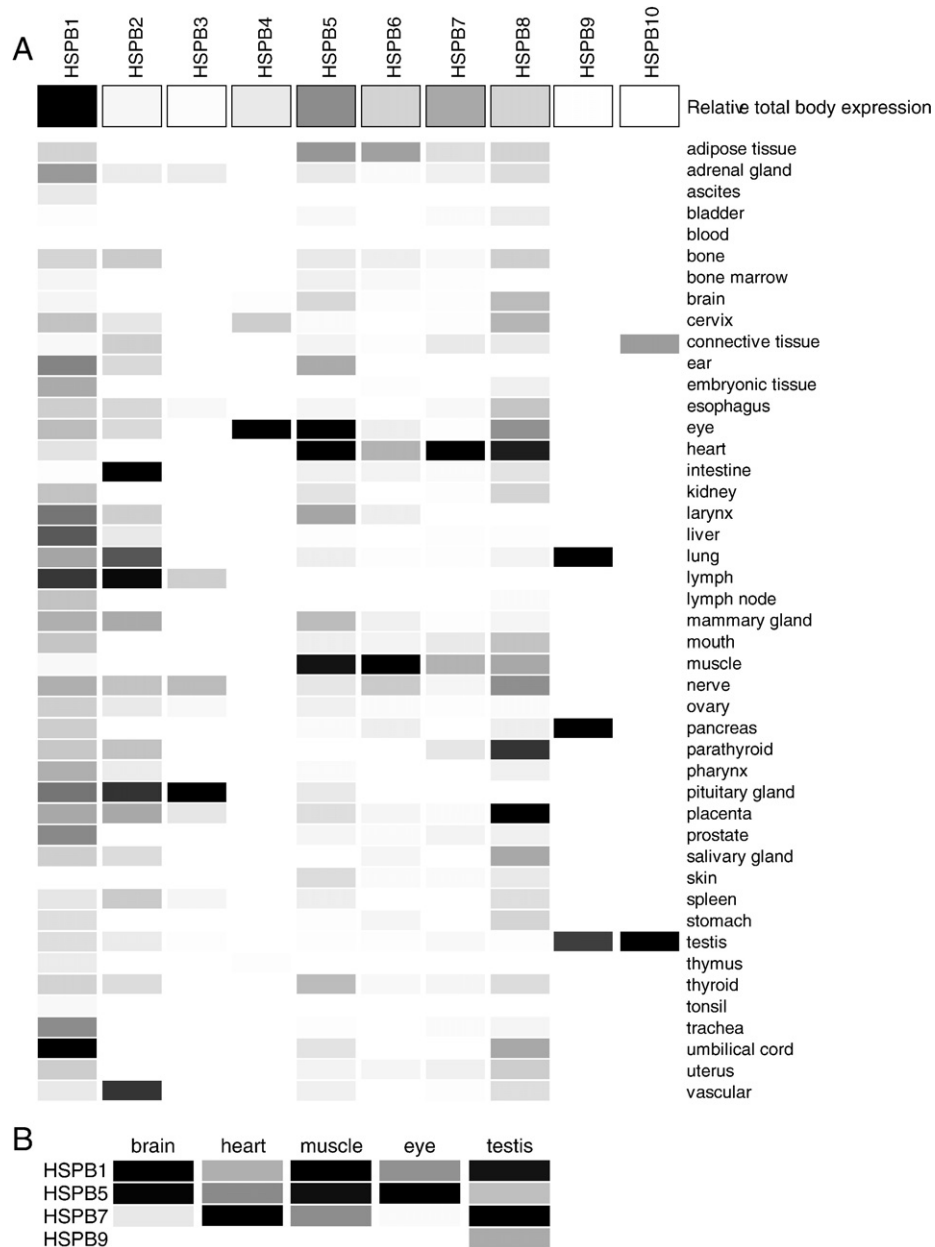 A
HSPB1 HSPB2 HSPB3 HSPB4 HSPB5 HSPB6 HSPB7 HSPB8 HSPB9 HSPB10
Relative total body expression
adipose tissue
adrenal gland
ascites
bladder
blood
bone
bone marrow
brain
cervix
connective tissue
ear
embryonic tissue
esophagus
eye
heart
intestine
kidney
larynx
liver
lung
lymph
lymph node
mammary gland
mouth
muscle
nerve
ovary
pancreas
parathyroid
pharynx
pituitary gland
placenta
prostate
salivary gland
skin
spleen
stomach
testis
thymus
thyroid
tonsil
trachea
umbilical cord
uterus
vascular
B
brain heart muscle eye testis
HSPB1
HSPB5
HSPB7
HSPB9